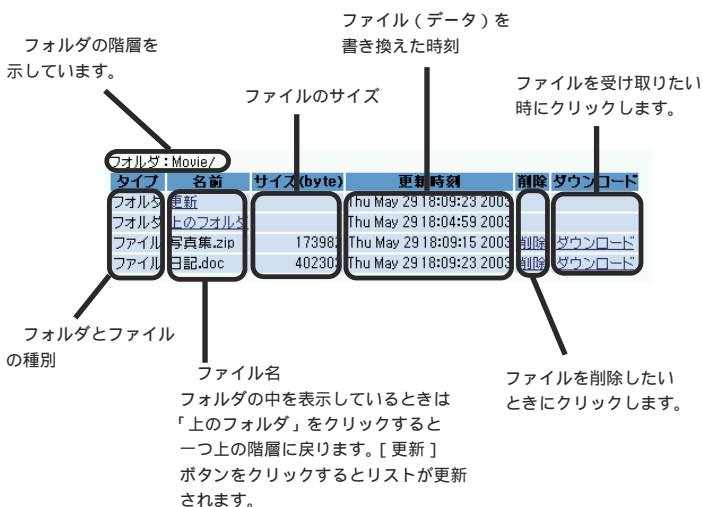 ファイル（データ）を
書き換えた時刻
フォルダの階層を
示しています。
ファイルのサイズ
ファイルを受け取りたい
時にクリックします。
フォルダ：Movie/
タイプ 名前 サイズ(byte) 更新時刻 削除 ダウンロード
フォルダ 更新 Thu May 29 18:09:23 2003
フォルダ 上のフォルダ Thu May 29 18:04:59 2003
ファイル 写真集.zip 173982 Thu May 29 18:09:15 2003 削除 ダウンロード
ファイル 日記.doc 402303 Thu May 29 18:09:23 2003 削除 ダウンロード
フォルダとファイル
の種別
ファイル名
フォルダの中を表示しているときは
「上のフォルダ」をクリックすると
一つ上の階層に戻ります。[ 更新 ]
ボタンをクリックするとリストが更新
されます。
ファイルを削除したい
ときにクリックします。